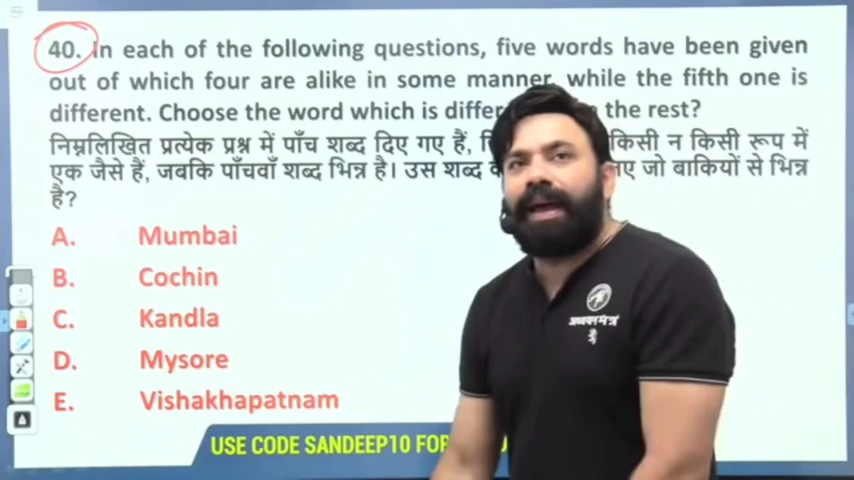 40. In each of the following questions, five words have been given
out of which four are alike in some manner, while the fifth one is
different. Choose the word which is the rest?
निम्नलिखित प्रत्येक प्रश्न में पाँच शब्द दिए गए हैं, किसी न किसी रूप में
एक जैसे हैं, जबकि पाँचवाँ शब्द भिन्न है। उस शब्द जो बाकियों से भिन्न
है?
A. Mumbai
B. Cochin
C. Kandla
D. Mysore
E. Vishakhapatnam
अध्ययन मंत्र
USE CODE SANDEEP10 FOR